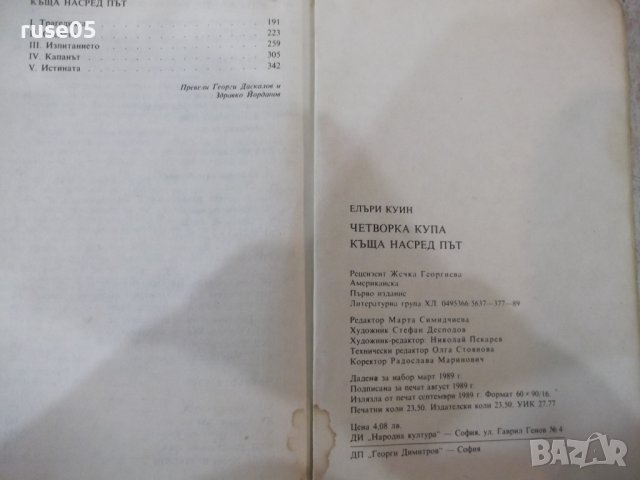 ruse05
КЪЩА НАСРЕД ПЪТ
I. Трагедия 191
223
III. Изпитанието 259
IV. Капанът 305
V. Истината 342
Превели Георги Даскалов и
Здравко Йорданов
ЕЛЪРИ КУИН
ЧЕТВОРКА КУПА
КЪЩА НАСРЕД ПЪТ
Рецензент Жечка Георгиева
Американска
Първо издание
Литературна група ХЛ. 0495366 5637—377—89
Редактор Марта Симидчиева
Художник Стефан Десподов
Художник-редактор: Николай Пекарев
Технически редактор Олга Стоянова
Коректор Радослава Маринович
Дадена за набор март 1989 г.
Подписана за печат август 1989 г.
Излязла от печат септември 1989 г. Формат 60×90/16.
Печатни коли 23,50. Издателски коли 23,50. УИК 27.77
Цена 4,08 лв.
ДИ „Народна култура" — София, ул. Гаврил Генов № 4
ДП „Георги Димитров" — София
BAZAR
bg